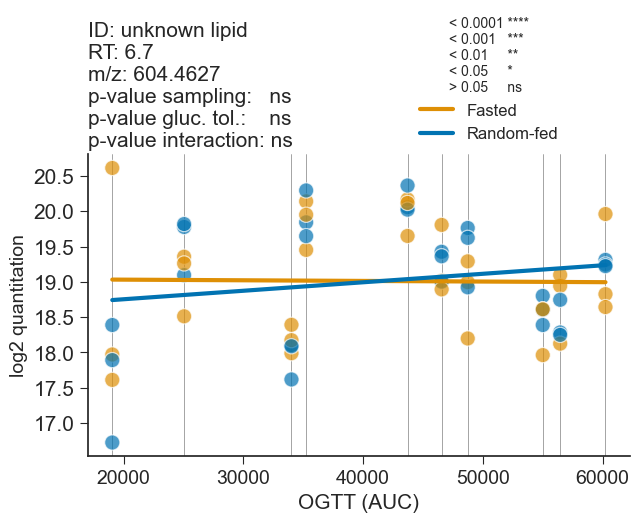 ID: unknown lipid
RT: 6.7
m/z: 604.4627
p-value sampling: ns
p-value gluc. tol.: ns
p-value interaction: ns
< 0.0001 ****
< 0.001 ***
< 0.01 **
< 0.05 *
> 0.05 ns
Fasted
Random-fed
log2 quantitation
20.5
20.0
19.5
19.0
18.5
18.0
17.5
17.0
20000 30000 40000 50000 60000
OGTT (AUC)